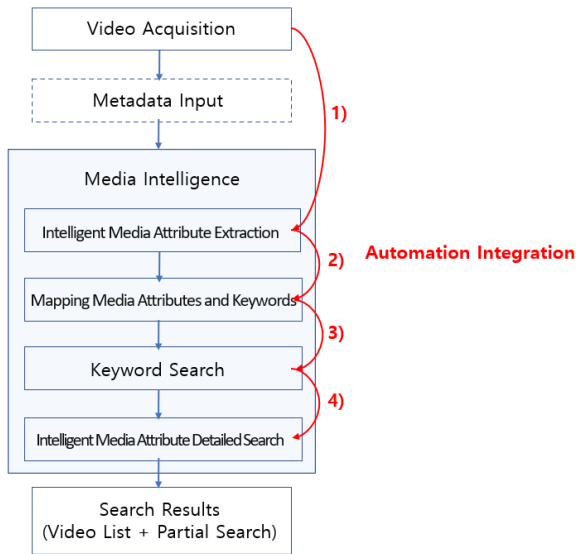 Video Acquisition
Metadata Input
1)
Media Intelligence
Intelligent Media Attribute Extraction
2)
Automation Integration
Mapping Media Attributes and Keywords
3)
Keyword Search
4)
Intelligent Media Attribute Detailed Search
Search Results
(Video List + Partial Search)